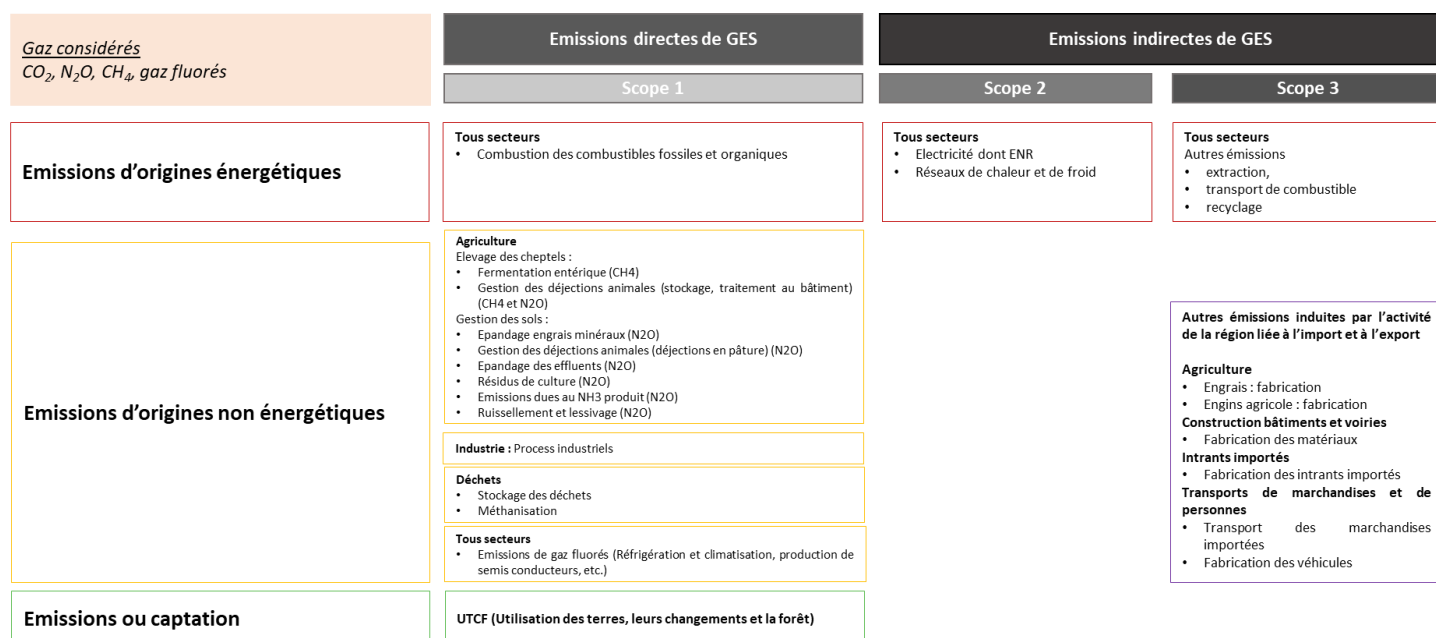 Gaz considérés
CO2, N2O, CH4, gaz fluorés
Emissions directes de GES
Emissions indirectes de GES
Scope 1
Scope 2
Scope 3
Emissions d'origines énergétiques
Tous secteurs
• Combustion des combustibles fossiles et organiques
Tous secteurs
• Electricité dont ENR
• Réseaux de chaleur et de froid
Tous secteurs
Autres émissions
• extraction,
• transport de combustible
• recyclage
Emissions d'origines non énergétiques
Agriculture
Elevage des cheptels :
• Fermentation entérique (CH4)
• Gestion des déjections animales (stockage, traitement au bâtiment)
(CH4 et N2O)
Gestion des sols :
• Epandage engrais minéraux (N2O)
• Gestion des déjections animales (déjections en pâture) (N2O)
• Epandage des effluents (N2O)
• Résidus de culture (N2O)
• Emissions dues au NH3 produit (N2O)
• Ruissellement et lessivage (N2O)
Industrie : Process industriels
Déchets
• Stockage des déchets
• Méthanisation
Tous secteurs
• Emissions de gaz fluorés (Réfrigération et climatisation, production de
semis conducteurs, etc.)
Autres émissions induites par l'activité
de la région liée à l'import et à l'export
Agriculture
• Engrais : fabrication
• Engins agricole : fabrication
Construction bâtiments et voiries
• Fabrication des matériaux
Intrants importés
• Fabrication des intrants importés
Transports de marchandises et de
personnes
• Transport des marchandises
importées
• Fabrication des véhicules
Emissions ou captation
UTCF (Utilisation des terres, leurs changements et la forêt)